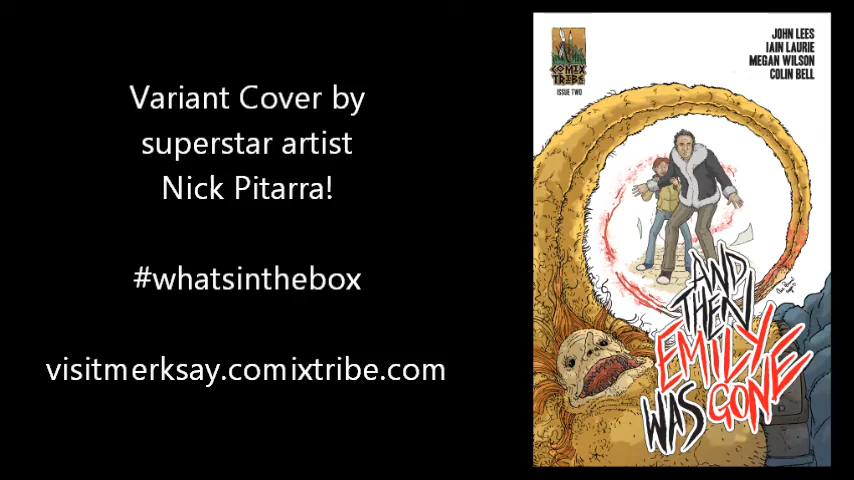 Variant Cover by
superstar artist
Nick Pitarra!
#whatsinthebox
visitmerksay.comixtribe.com
COMIX
TRIBE
ISSUE TWO
JOHN LEES
IAIN LAURIE
MEGAN WILSON
COLIN BELL
AND
THEN
EMILY
WAS GONE